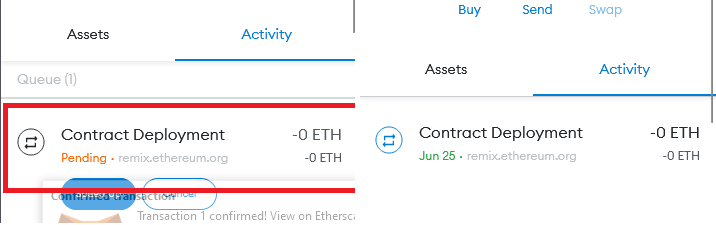 Assets Activity
Queue (1)
Contract Deployment -0 ETH
Pending · remix.ethereum.org -0 ETH
Cancel
Confirmed transaction
Transaction 1 confirmed! View on Ethersca
Buy Send Swap
Assets Activity
Contract Deployment -0 ETH
Jun 25 · remix.ethereum.org -0 ETH